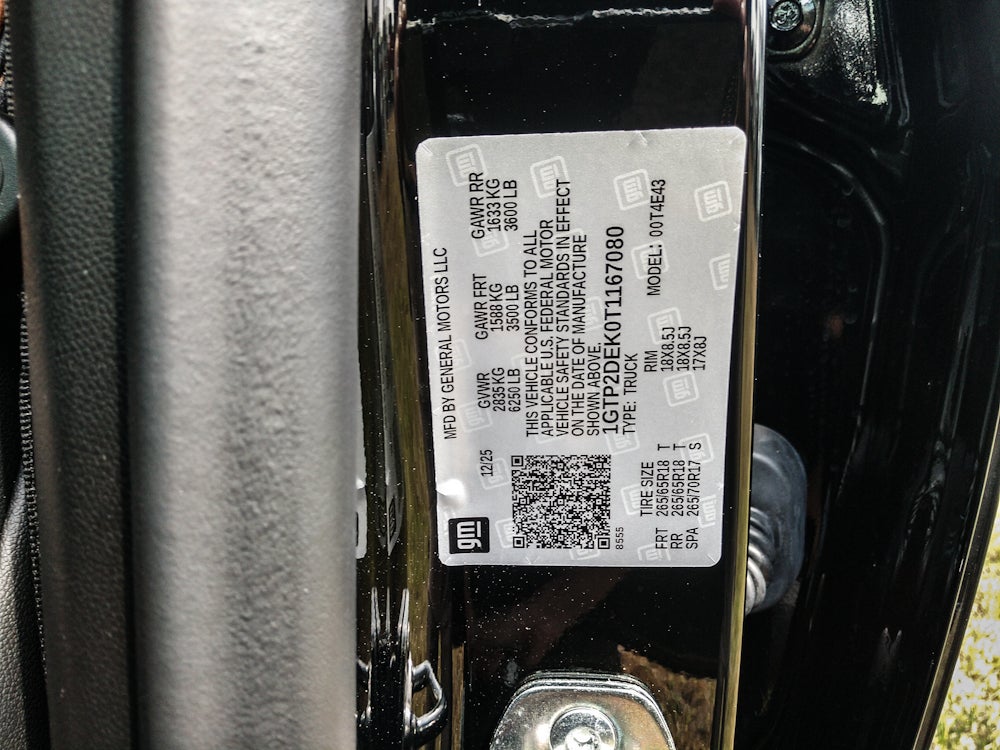 MFD BY GENERAL MOTORS LLC
12/25 GVWR GAWR FRT GAWR RR
2835 KG 1588 KG 1633 KG
6250 LB 3500 LB 3600 LB
THIS VEHICLE CONFORMS TO ALL
APPLICABLE U.S. FEDERAL MOTOR
VEHICLE SAFETY STANDARDS IN EFFECT
ON THE DATE OF MANUFACTURE
SHOWN ABOVE.
1GTP2DEK0T1167080
TYPE: TRUCK MODEL: 00T4E43
gm
8555
TIRE SIZE RIM
FRT 265/65R18 T 18X8.5J
RR 265/65R18 T 18X8.5J
SPA 265/70R17 S 17X8J